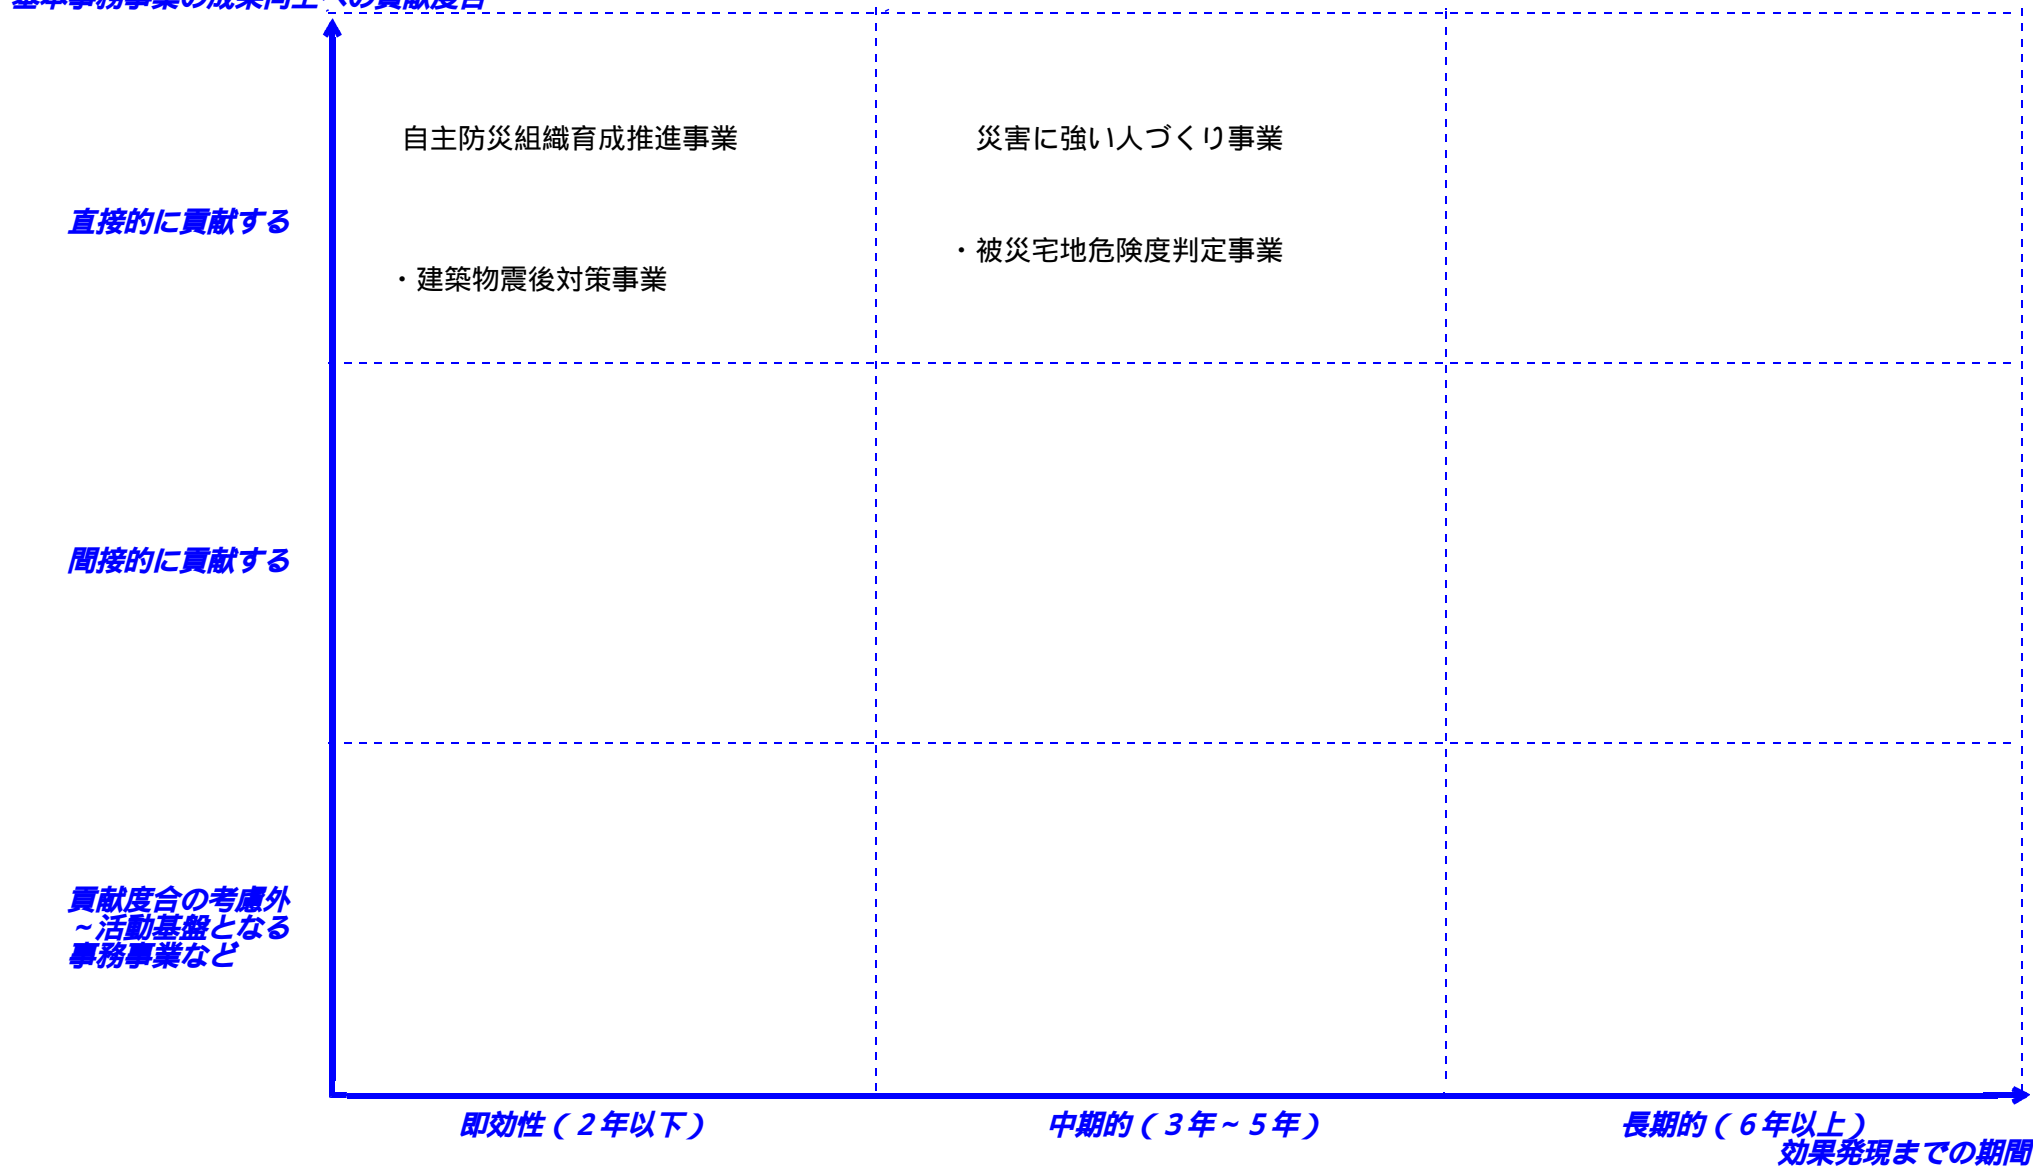 基本事務事業の成果向上への貢献度合
自主防災組織育成推進事業
災害に強い人づくり事業
直接的に貢献する
・被災宅地危険度判定事業
・建築物震後対策事業
間接的に貢献する
貢献度合の考慮外
~活動基盤となる
事務事業など
即効性(2年以下)
中期的(3年~5年)
長期的(6年以上)
効果発現までの期間